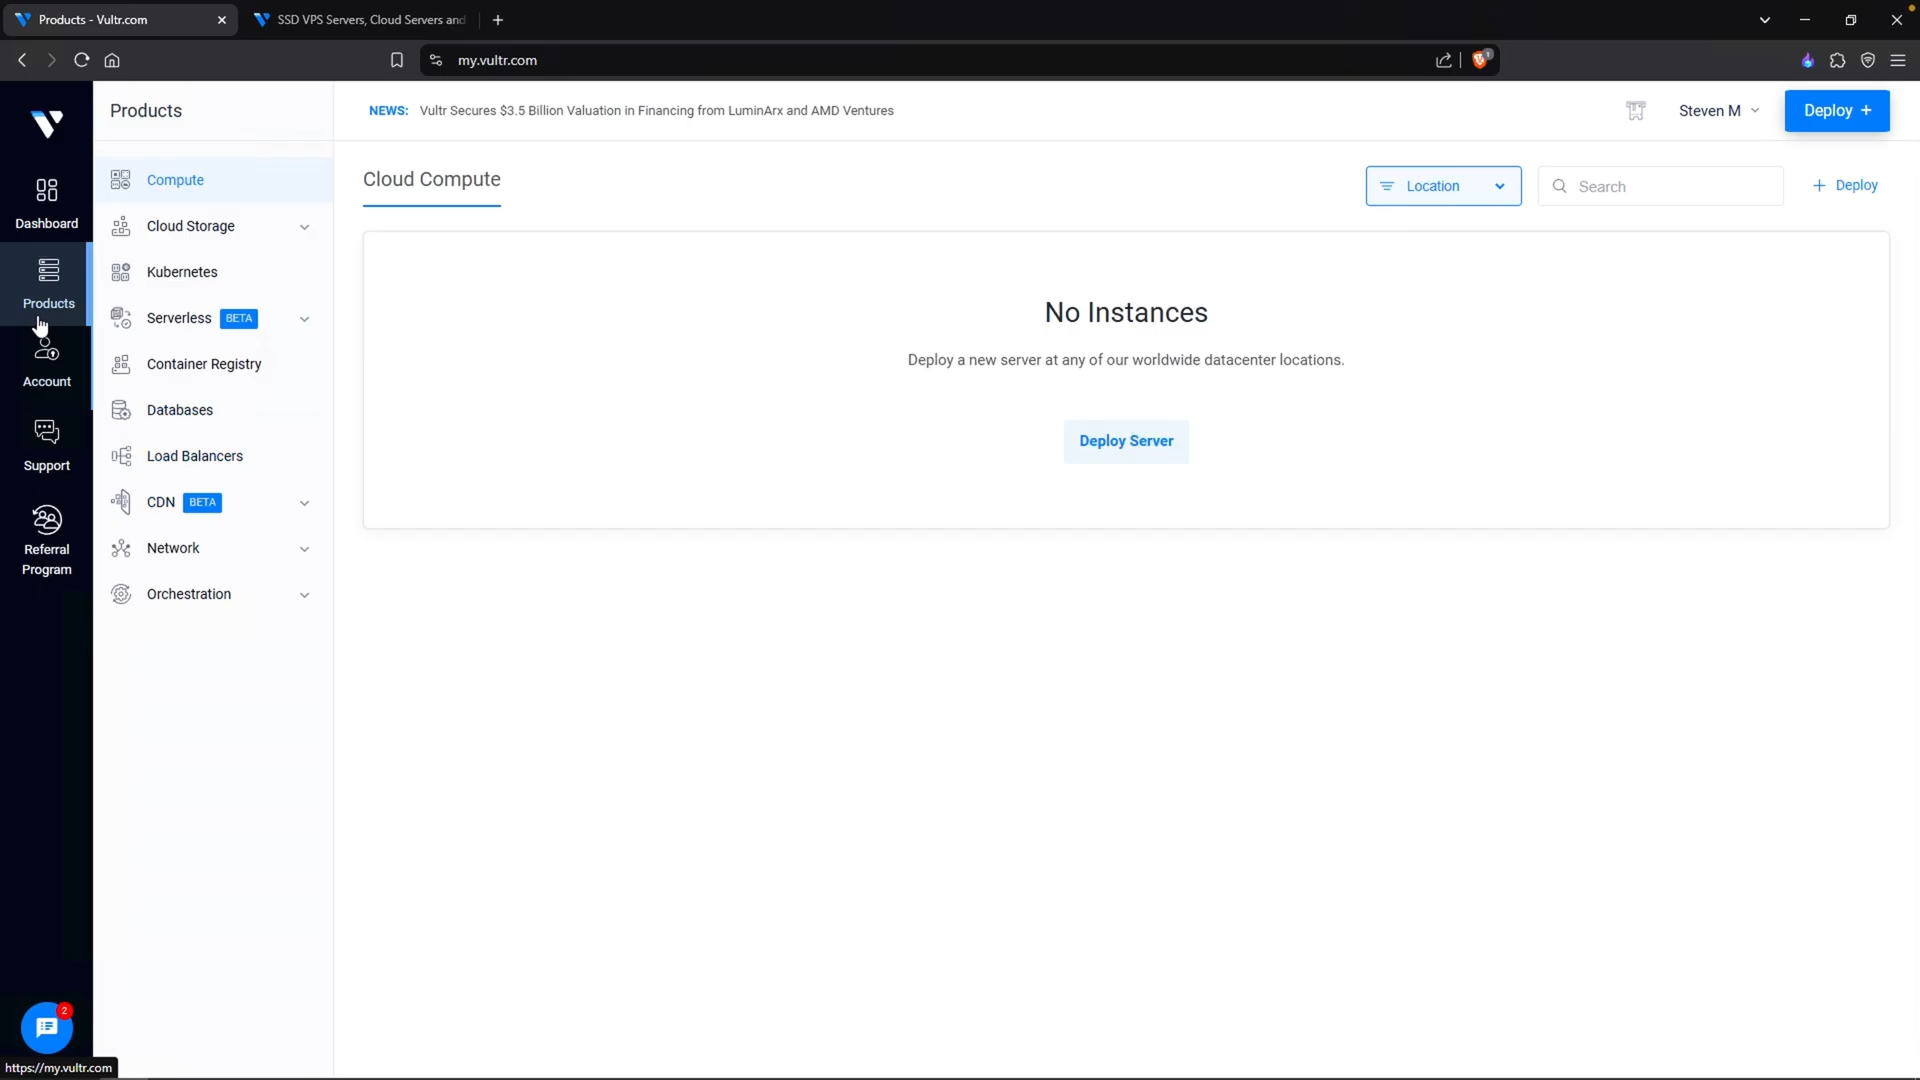 Products - Vultr.com
SSD VPS Servers, Cloud Servers and
my.vultr.com
1
Products
NEWS: Vultr Secures $3.5 Billion Valuation in Financing from LuminArx and AMD Ventures
Steven M
Deploy +
Dashboard
Products
Account
Support
Referral
Program
Compute
Cloud Storage
Kubernetes
Serverless BETA
Container Registry
Databases
Load Balancers
CDN BETA
Network
Orchestration
Cloud Compute
Location
Search
+ Deploy
No Instances
Deploy a new server at any of our worldwide datacenter locations.
Deploy Server
2
https://my.vultr.com